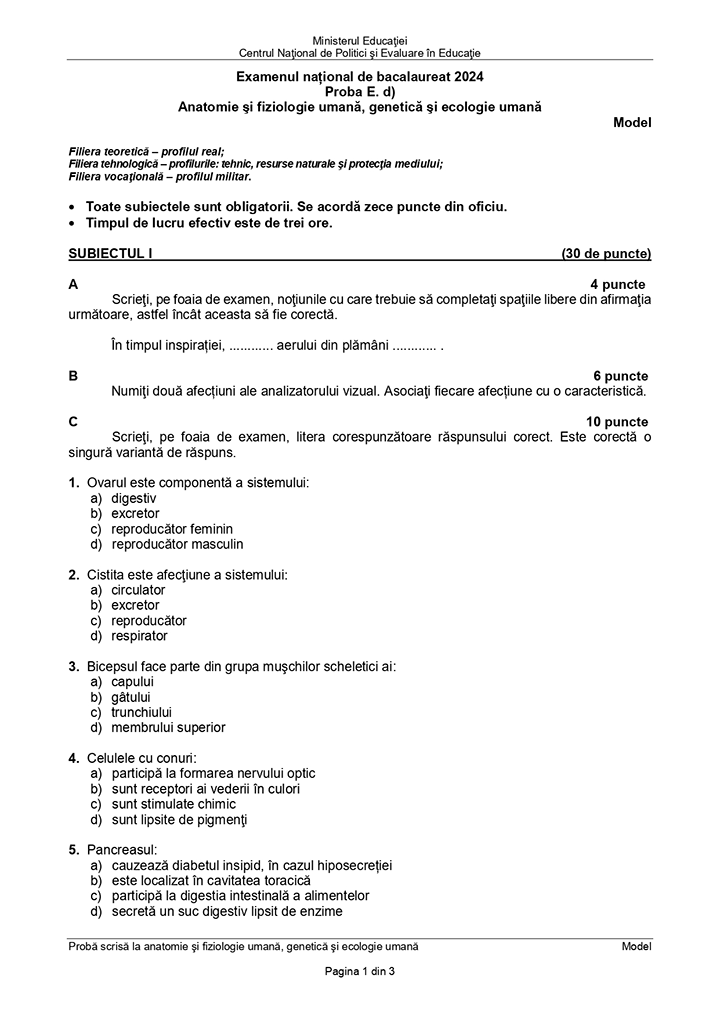 Ministerul Educaţiei
Centrul Naţional de Politici şi Evaluare în Educaţie
Examenul național de bacalaureat 2024
Proba E. d)
Anatomie şi fiziologie umană, genetică şi ecologie umană
Model
Filiera teoretică – profilul real;
Filiera tehnologică – profilurile: tehnic, resurse naturale şi protecţia mediului;
Filiera vocaţională – profilul militar.
• Toate subiectele sunt obligatorii. Se acordă zece puncte din oficiu.
• Timpul de lucru efectiv este de trei ore.
SUBIECTUL I (30 de puncte)
A 4 puncte
Scrieţi, pe foaia de examen, noţiunile cu care trebuie să completaţi spaţiile libere din afirmaţia
următoare, astfel încât aceasta să fie corectă.
În timpul inspirației, ............ aerului din plămâni ............ .
B 6 puncte
Numiţi două afecțiuni ale analizatorului vizual. Asociaţi fiecare afecțiune cu o caracteristică.
C 10 puncte
Scrieţi, pe foaia de examen, litera corespunzătoare răspunsului corect. Este corectă o
singură variantă de răspuns.
1. Ovarul este componentă a sistemului:
a) digestiv
b) excretor
c) reproducător feminin
d) reproducător masculin
2. Cistita este afecţiune a sistemului:
a) circulator
b) excretor
c) reproducător
d) respirator
3. Bicepsul face parte din grupa muşchilor scheletici ai:
a) capului
b) gâtului
c) trunchiului
d) membrului superior
4. Celulele cu conuri:
a) participă la formarea nervului optic
b) sunt receptori ai vederii în culori
c) sunt stimulate chimic
d) sunt lipsite de pigmenţi
5. Pancreasul:
a) cauzează diabetul insipid, în cazul hiposecreției
b) este localizat în cavitatea toracică
c) participă la digestia intestinală a alimentelor
d) secretă un suc digestiv lipsit de enzime
Probă scrisă la anatomie şi fiziologie umană, genetică şi ecologie umană Model
Pagina 1 din 3